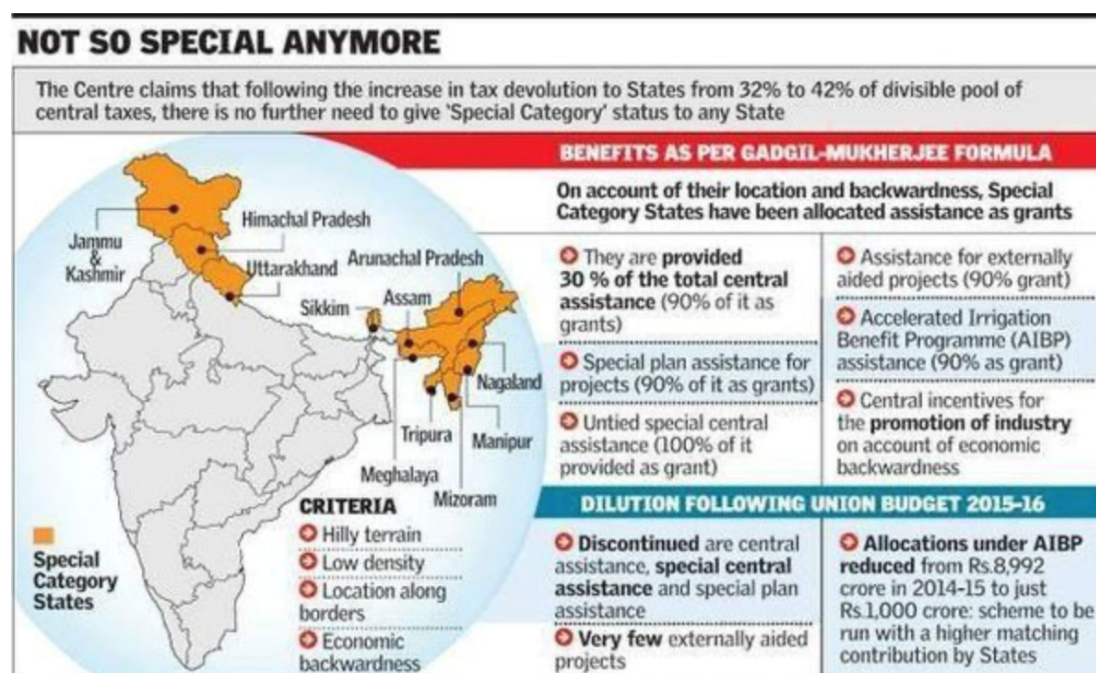 NOT SO SPECIAL ANYMORE
The Centre claims that following the increase in tax devolution to States from 32% to 42% of divisible pool of
central taxes, there is no further need to give 'Special Category' status to any State
Jammu
&
Kashmir
Himachal Pradesh
Uttarakhand
Arunachal Pradesh
Sikkim
Assam
Nagaland
Tripura
Manipur
Meghalaya
Mizoram
Special
Category
States
CRITERIA
Hilly terrain
Low density
Location along
borders
Economic
backwardness
BENEFITS AS PER GADGIL-MUKHERJEE FORMULA
On account of their location and backwardness, Special
Category States have been allocated assistance as grants
They are provided
30 % of the total central
assistance (90% of it as
grants)
Special plan assistance for
projects (90% of it as grants)
Untied special central
assistance (100% of it
provided as grant)
Assistance for externally
aided projects (90% grant)
Accelerated Irrigation
Benefit Programme (AIBP)
assistance (90% as grant)
Central incentives for
the promotion of industry
on account of economic
backwardness
DILUTION FOLLOWING UNION BUDGET 2015-16
Discontinued are central
assistance, special central
assistance and special plan
assistance
Very few externally aided
projects
Allocations under AIBP
reduced from Rs.8,992
crore in 2014-15 to just
Rs.1,000 crore: scheme to be
run with a higher matching
contribution by States